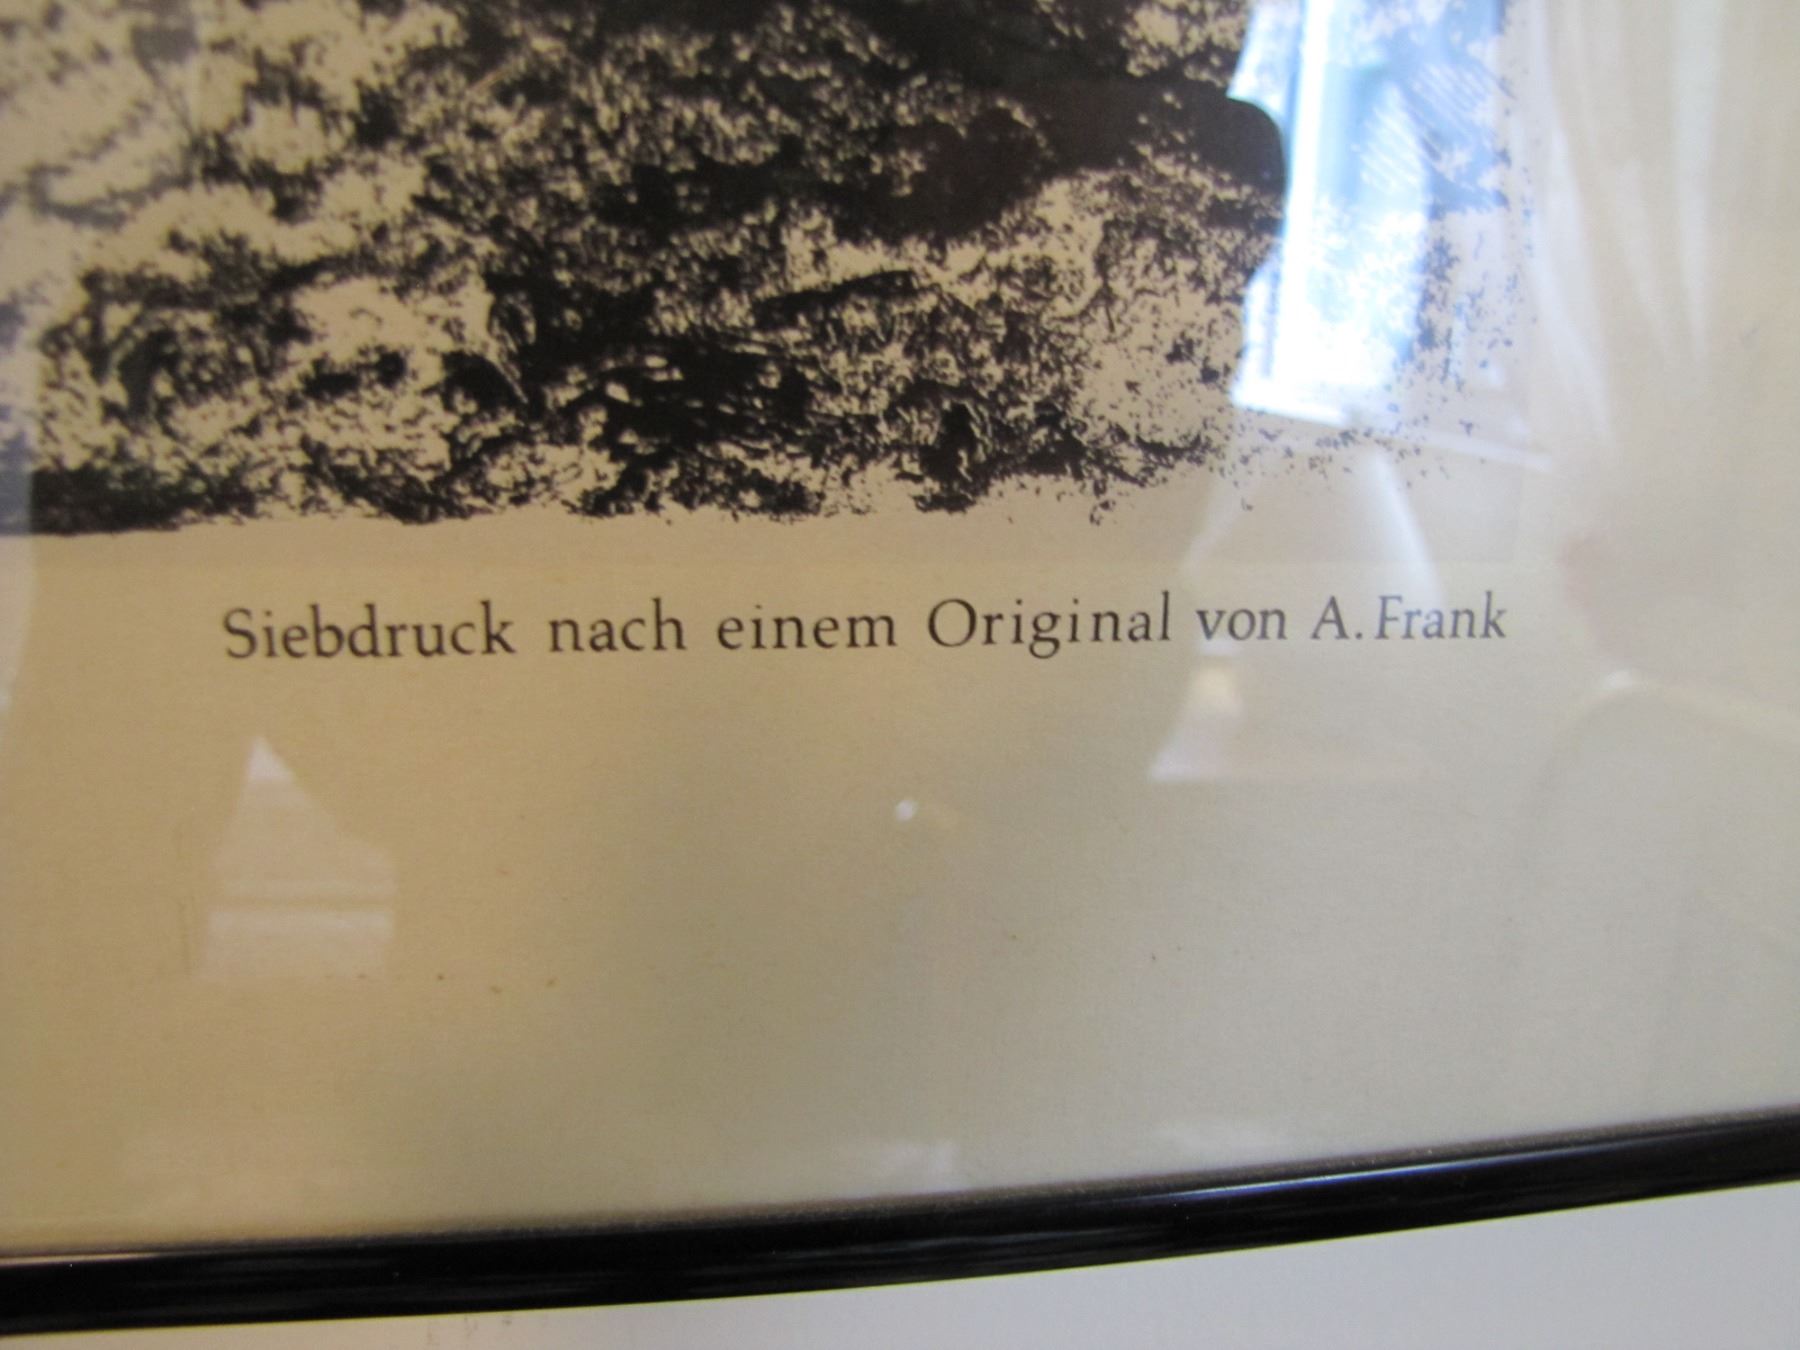 Siebdruck nach einem Original von A. Frank